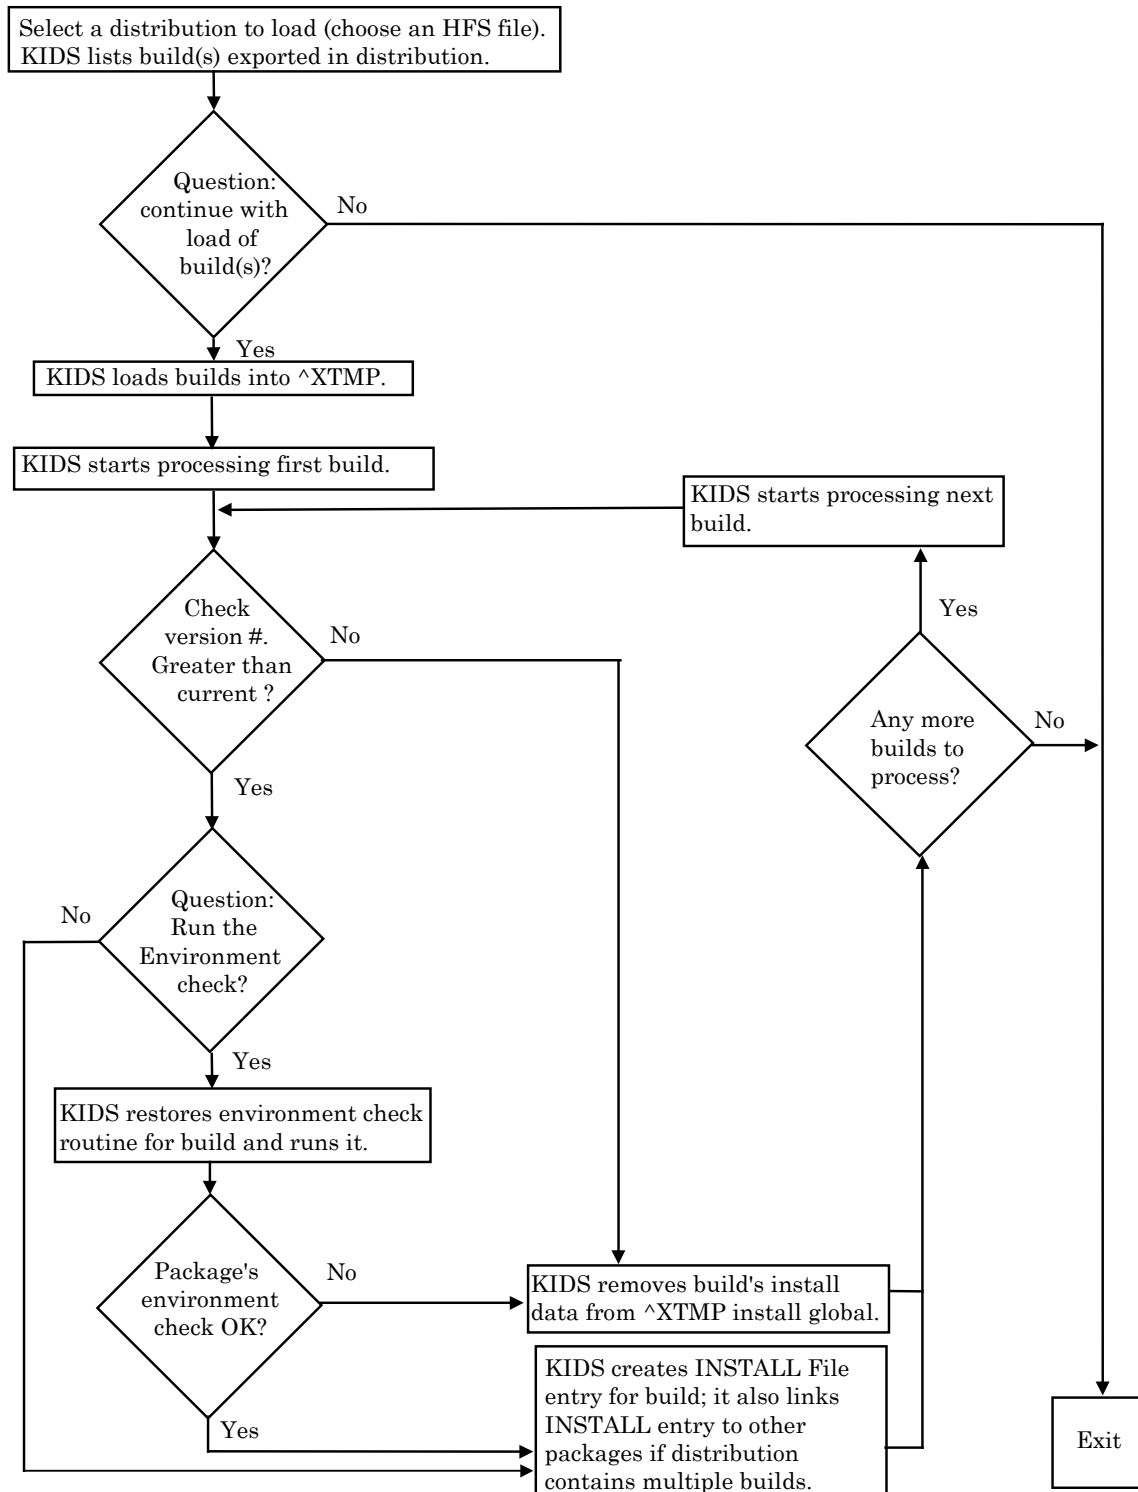 Select a distribution to load (choose an HFS file).
KIDS lists build(s) exported in distribution.
Question:
continue with
load of
build(s)?
No
Yes
KIDS loads builds into ^XTMP.
KIDS starts processing first build.
KIDS starts processing next
build.
Check
version #.
Greater than
current ?
No
Yes
Yes
Any more
builds to
process?
No
Question:
Run the
Environment
check?
No
Yes
KIDS restores environment check
routine for build and runs it.
Package's
environment
check OK?
No
Yes
KIDS removes build's install
data from ^XTMP install global.
KIDS creates INSTALL File
entry for build; it also links
INSTALL entry to other
packages if distribution
contains multiple builds.
Exit